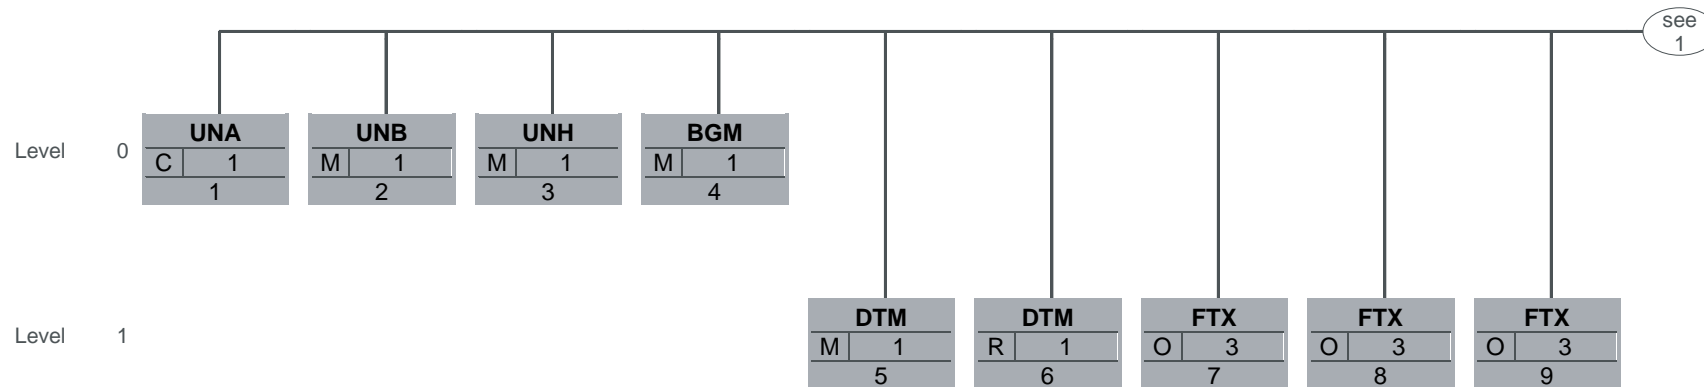 see
1
UNA UNB UNH BGM
Level 0 C 1 M 1 M 1 M 1
1 2 3 4
DTM DTM FTX FTX FTX
Level 1 M 1 R 1 O 3 O 3 O 3
5 6 7 8 9